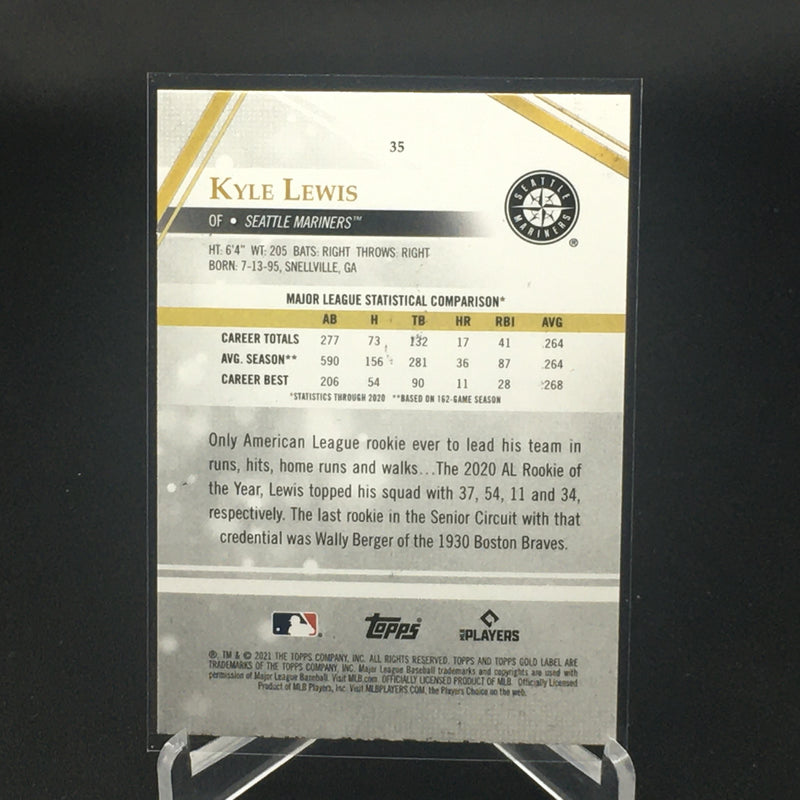 35
KYLE LEWIS
SEATTLE MARINERS
OF • SEATTLE MARINERS™
®
HT: 6'4" WT: 205 BATS: RIGHT THROWS: RIGHT
BORN: 7-13-95, SNELLVILLE, GA
MAJOR LEAGUE STATISTICAL COMPARISON*
AB H TB HR RBI AVG
CAREER TOTALS 277 73 132 17 41 .264
AVG. SEASON** 590 156 281 36 87 .264
CAREER BEST 206 54 90 11 28 .268
*STATISTICS THROUGH 2020 **BASED ON 162-GAME SEASON
Only American League rookie ever to lead his team in
runs, hits, home runs and walks...The 2020 AL Rookie of
the Year, Lewis topped his squad with 37, 54, 11 and 34,
respectively. The last rookie in the Senior Circuit with that
credential was Wally Berger of the 1930 Boston Braves.
® Topps ® MLB PLAYERS
®, TM & © 2021 THE TOPPS COMPANY, INC. ALL RIGHTS RESERVED. TOPPS AND TOPPS GOLD LABEL ARE
TRADEMARKS OF THE TOPPS COMPANY, INC. Major League Baseball trademarks and copyrights are used with
permission of Major League Baseball. Visit MLB.com. OFFICIALLY LICENSED PRODUCT OF MLB. Officially Licensed
Product of MLB Players, Inc. Visit MLBPLAYERS.COM, the Players Choice on the web.